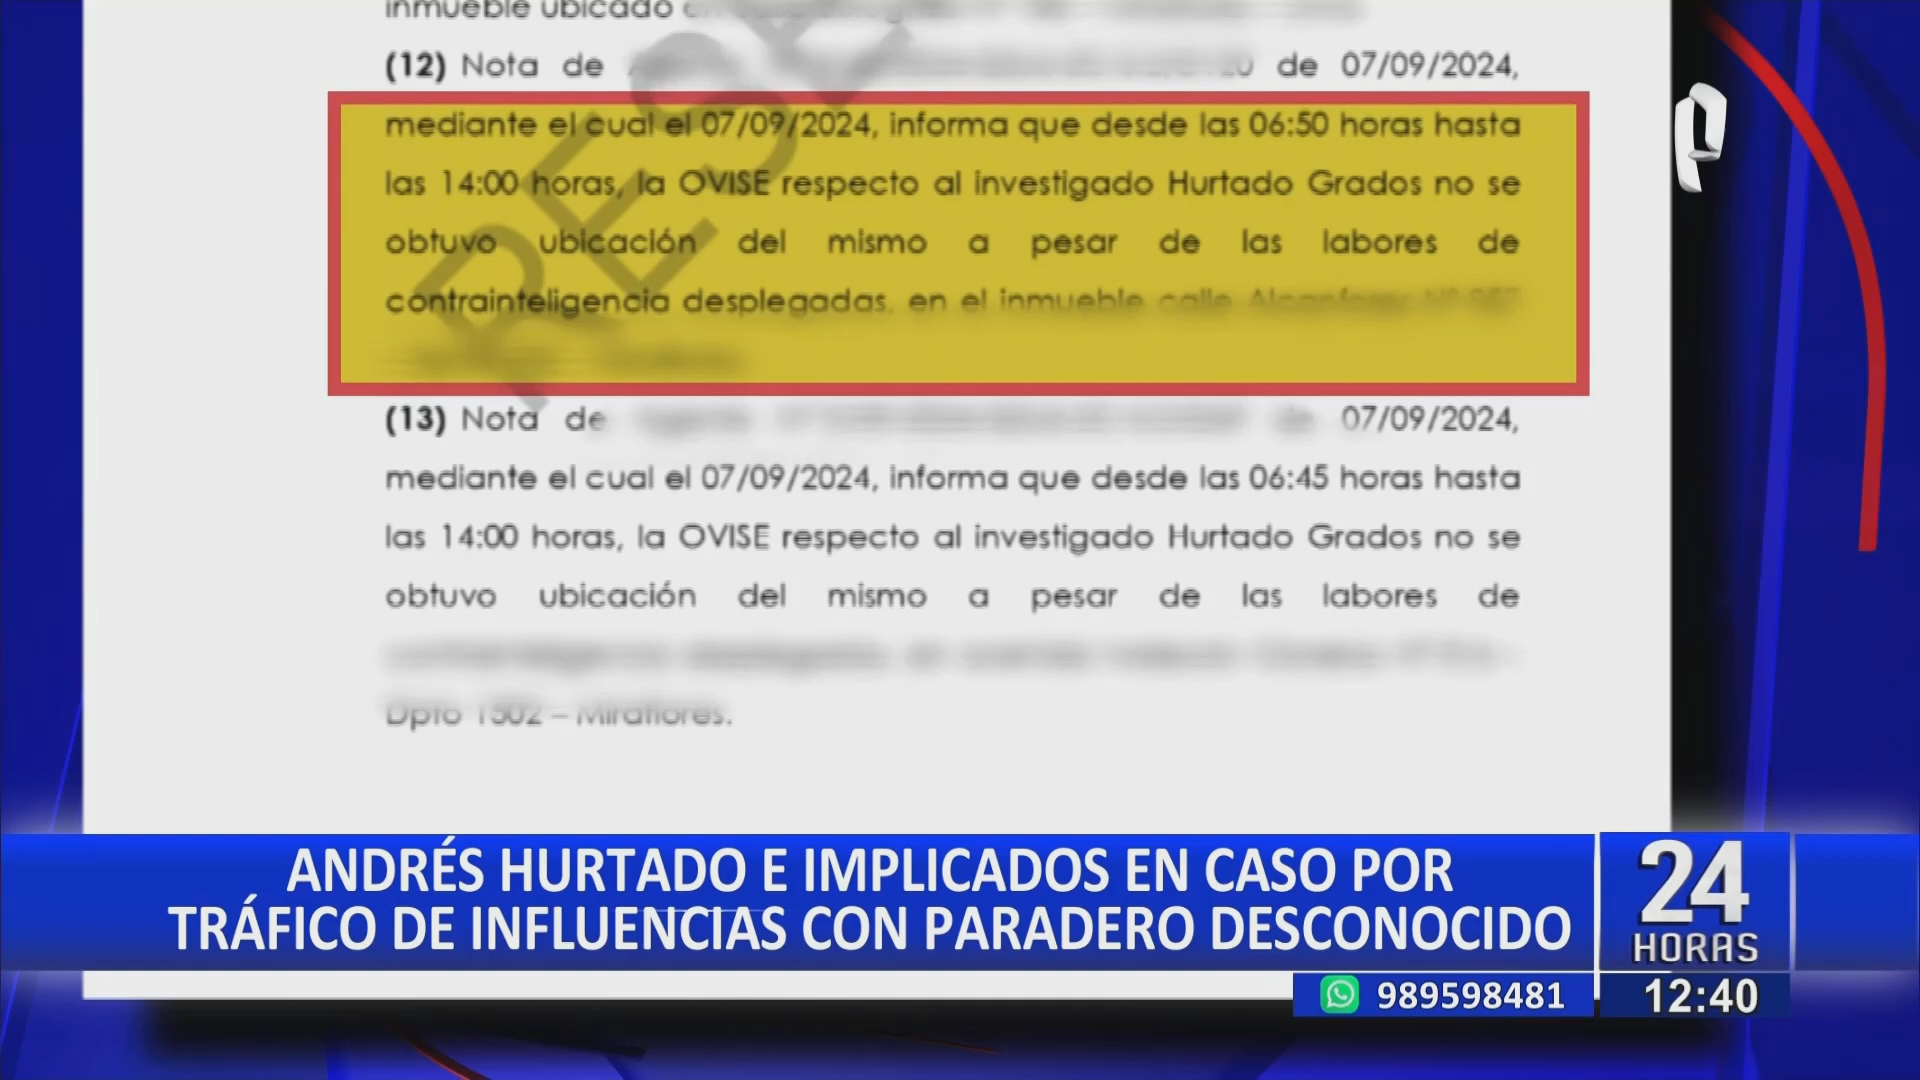 inmueble ubicado
(12) Nota de de 07/09/2024,
mediante el cual el 07/09/2024, informa que desde las 06:50 horas hasta
las 14:00 horas, la OVISE respecto al investigado Hurtado Grados no se
obtuvo ubicación del mismo a pesar de las labores de
contrainteligencia desplegadas, en el inmueble calle
(13) Nota de de 07/09/2024,
mediante el cual el 07/09/2024, informa que desde las 06:45 horas hasta
las 14:00 horas, la OVISE respecto al investigado Hurtado Grados no se
obtuvo ubicación del mismo a pesar de las labores de
Dpto 1502 – Miraflores.
RESE
ANDRÉS HURTADO E IMPLICADOS EN CASO POR
TRÁFICO DE INFLUENCIAS CON PARADERO DESCONOCIDO
24
HORAS
989598481
12:40